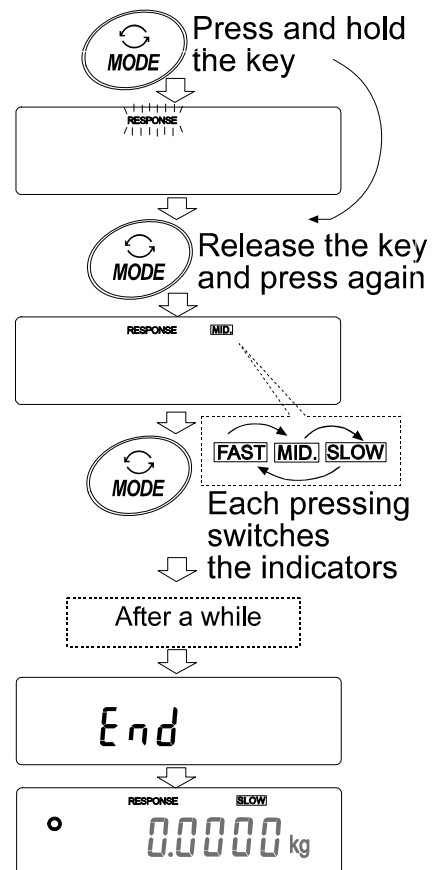 Press and hold
the key
MODE
RESPONSE
Release the key
and press again
MODE
RESPONSE MID.
FAST MID. SLOW
MODE
Each pressing
switches
the indicators
After a while
End
RESPONSE SLOW
0.0000 kg